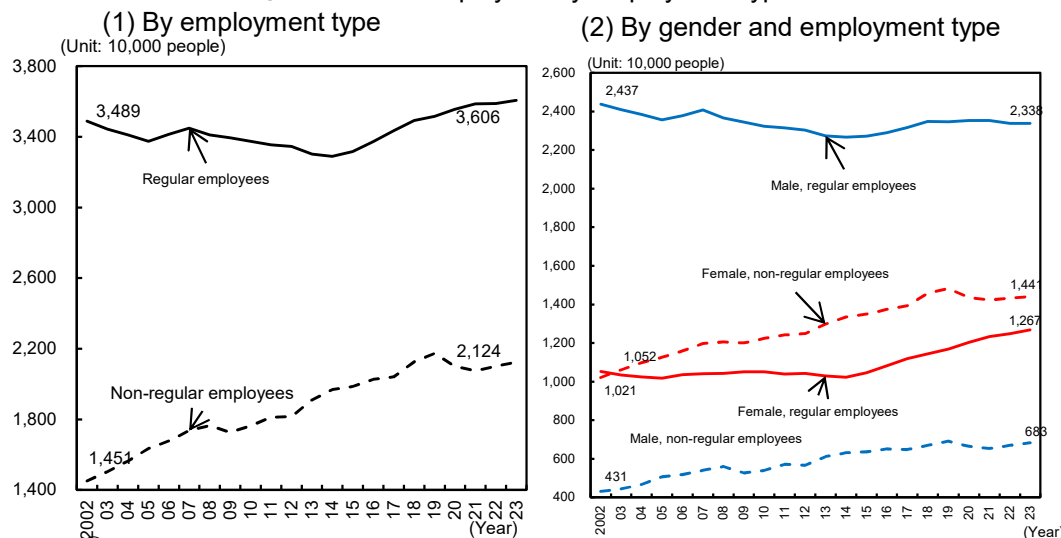 (1) By employment type
(Unit: 10,000 people)
3,800
3,400
3,000
2,600
2,200
1,800
1,400
3,489
3,606
Regular employees
2,124
Non-regular employees
1,451
2002 03 04 05 06 07 08 09 10 11 12 13 14 15 16 17 18 19 20 21 22 23
(Year)
(2) By gender and employment type
(Unit: 10,000 people)
2,600
2,400
2,200
2,000
1,800
1,600
1,400
1,200
1,000
800
600
400
2,437
2,338
Male, regular employees
Female, non-regular employees
1,441
1,267
1,052
1,021
Female, regular employees
Male, non-regular employees
683
431
2002 03 04 05 06 07 08 09 10 11 12 13 14 15 16 17 18 19 20 21 22 23
(Year)